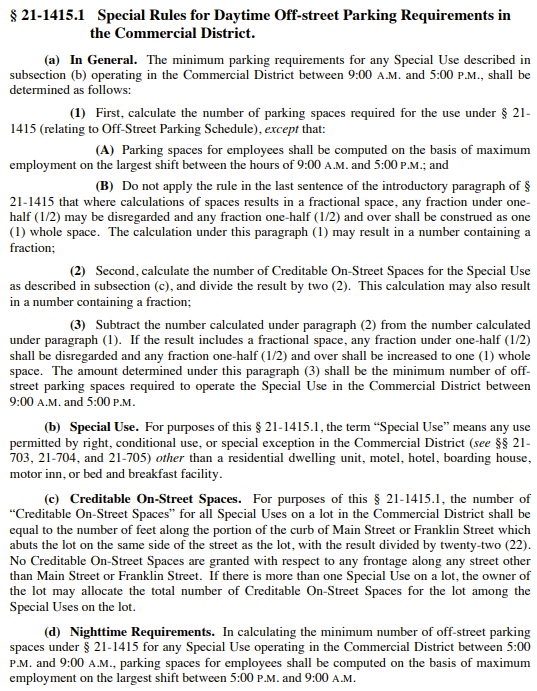 § 21-1415.1 Special Rules for Daytime Off-street Parking Requirements in
the Commercial District.
(a) In General. The minimum parking requirements for any Special Use described in
subsection (b) operating in the Commercial District between 9:00 A.M. and 5:00 P.M., shall be
determined as follows:
(1) First, calculate the number of parking spaces required for the use under § 21-
1415 (relating to Off-Street Parking Schedule), except that:
(A) Parking spaces for employees shall be computed on the basis of maximum
employment on the largest shift between the hours of 9:00 A.M. and 5:00 P.M.; and
(B) Do not apply the rule in the last sentence of the introductory paragraph of §
21-1415 that where calculations of spaces results in a fractional space, any fraction under one-
half (1/2) may be disregarded and any fraction one-half (1/2) and over shall be construed as one
(1) whole space. The calculation under this paragraph (1) may result in a number containing a
fraction;
(2) Second, calculate the number of Creditable On-Street Spaces for the Special Use
as described in subsection (c), and divide the result by two (2). This calculation may also result
in a number containing a fraction;
(3) Subtract the number calculated under paragraph (2) from the number calculated
under paragraph (1). If the result includes a fractional space, any fraction under one-half (1/2)
shall be disregarded and any fraction one-half (1/2) and over shall be increased to one (1) whole
space. The amount determined under this paragraph (3) shall be the minimum number of off-
street parking spaces required to operate the Special Use in the Commercial District between
9:00 A.M. and 5:00 P.M.
(b) Special Use. For purposes of this § 21-1415.1, the term “Special Use” means any use
permitted by right, conditional use, or special exception in the Commercial District (see §§ 21-
703, 21-704, and 21-705) other than a residential dwelling unit, motel, hotel, boarding house,
motor inn, or bed and breakfast facility.
(c) Creditable On-Street Spaces. For purposes of this § 21-1415.1, the number of
“Creditable On-Street Spaces” for all Special Uses on a lot in the Commercial District shall be
equal to the number of feet along the portion of the curb of Main Street or Franklin Street which
abuts the lot on the same side of the street as the lot, with the result divided by twenty-two (22).
No Creditable On-Street Spaces are granted with respect to any frontage along any street other
than Main Street or Franklin Street. If there is more than one Special Use on a lot, the owner of
the lot may allocate the total number of Creditable On-Street Spaces for the lot among the
Special Uses on the lot.
(d) Nighttime Requirements. In calculating the minimum number of off-street parking
spaces under § 21-1415 for any Special Use operating in the Commercial District between 5:00
P.M. and 9:00 A.M., parking spaces for employees shall be computed on the basis of maximum
employment on the largest shift between 5:00 P.M. and 9:00 A.M.